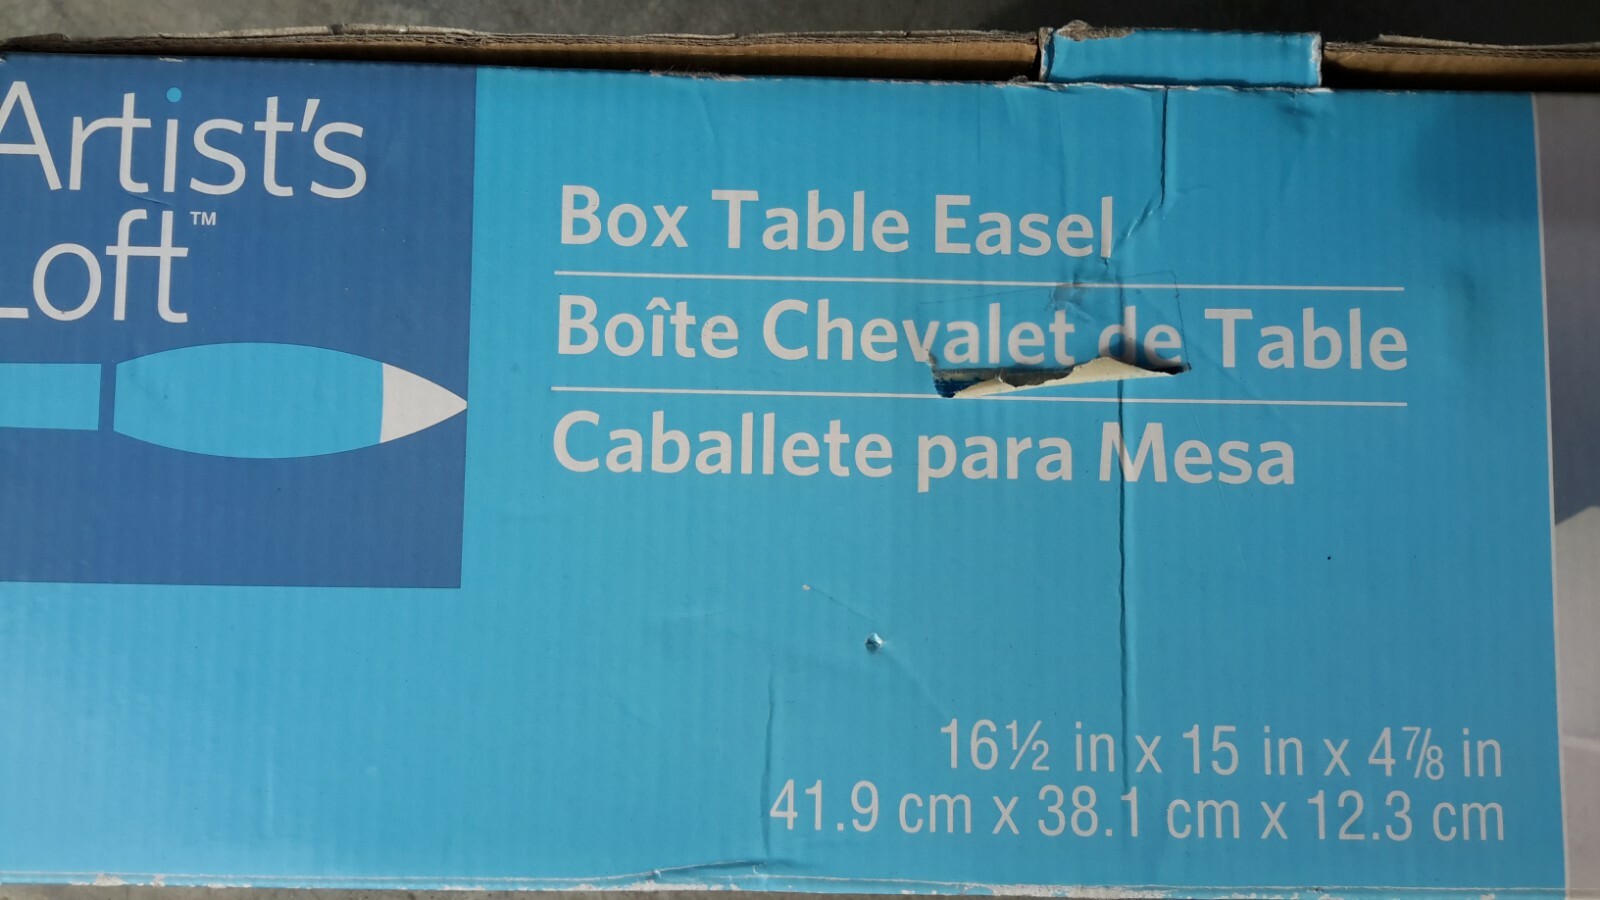 Artist's
Loft™
Box Table Easel
Boîte Chevalet de Table
Caballete para Mesa
16½ in x 15 in x 4⅞ in
41.9 cm x 38.1 cm x 12.3 cm